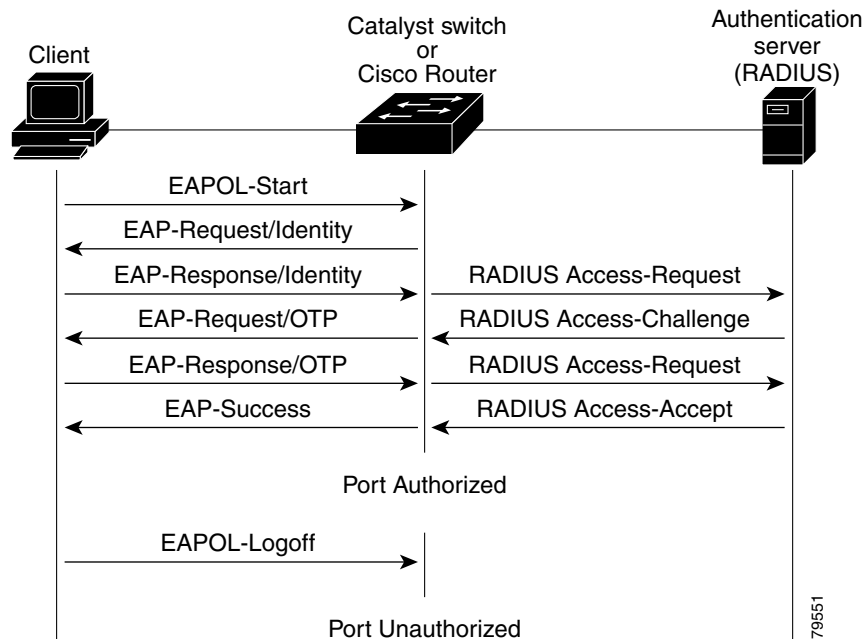 Client
Catalyst switch
or
Cisco Router
Authentication
server
(RADIUS)
EAPOL-Start
EAP-Request/Identity
EAP-Response/Identity
RADIUS Access-Request
EAP-Request/OTP
RADIUS Access-Challenge
EAP-Response/OTP
RADIUS Access-Request
EAP-Success
RADIUS Access-Accept
Port Authorized
EAPOL-Logoff
Port Unauthorized
79551